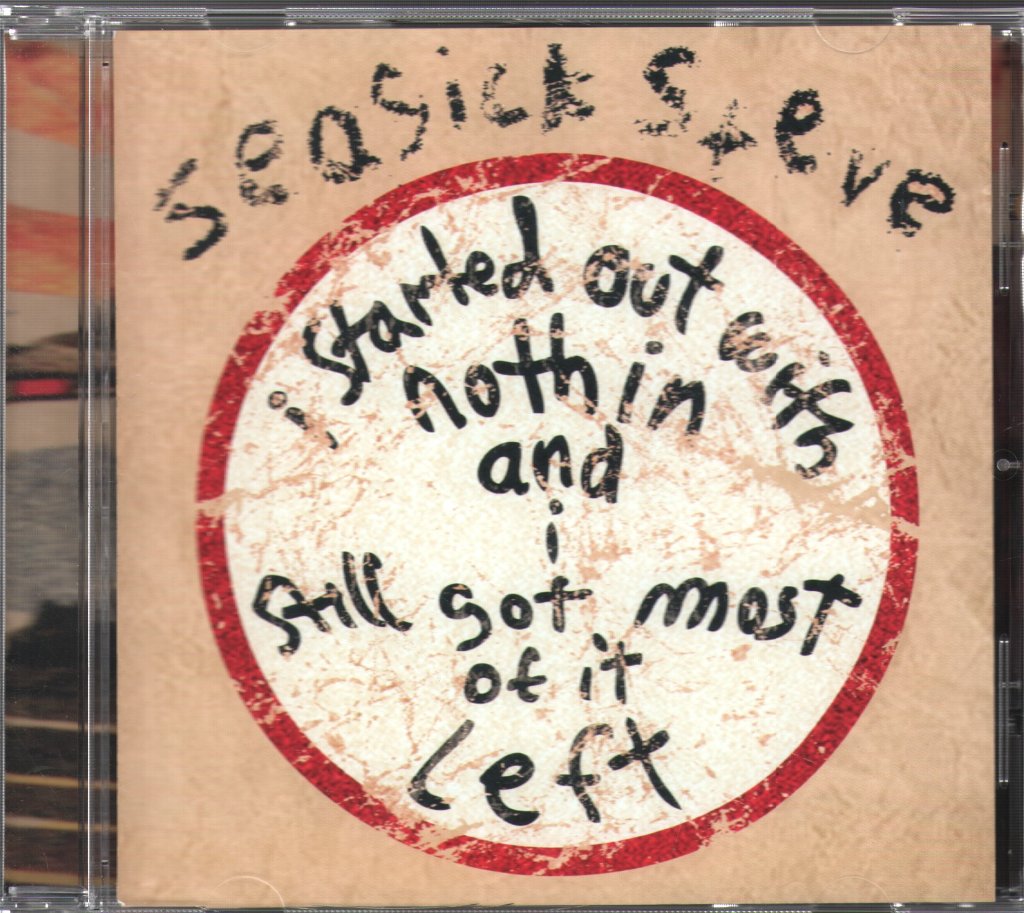 seasick steve
i started out with
nothin
and
i
still got most
of it
left